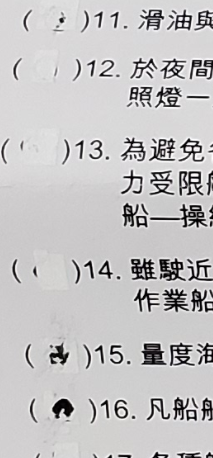 ( )11. 滑油與
( )12. 於夜間
照燈一
( )13. 為避免
力受限
船—操
( )14. 雖駛近
作業船
( )15. 量度海
( )16. 凡船舶